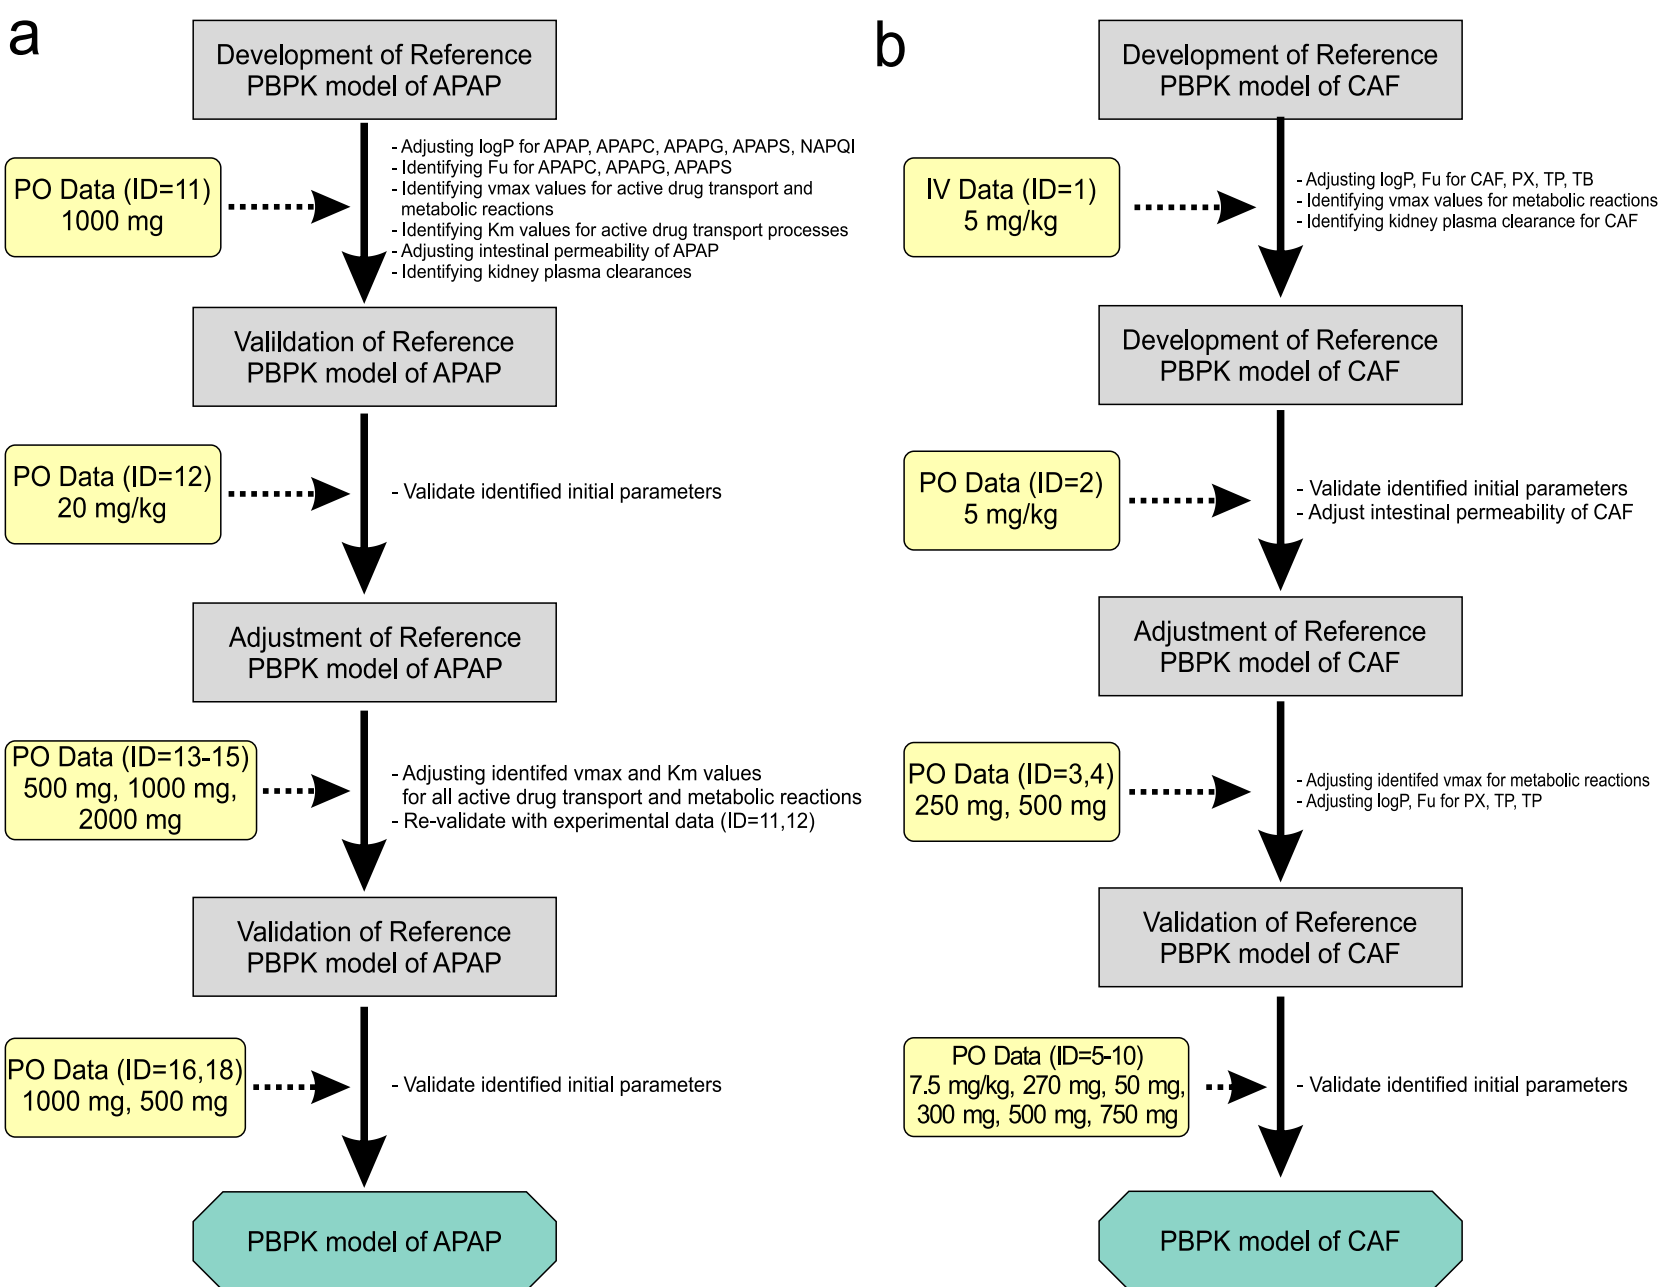 a
Development of Reference
PBPK model of APAP
PO Data (ID=11)
1000 mg
- Adjusting logP for APAP, APAPC, APAPG, APAPS, NAPQI
- Identifying Fu for APAPC, APAPG, APAPS
- Identifying vmax values for active drug transport and
metabolic reactions
- Identifying Km values for active drug transport processes
- Adjusting intestinal permeability of APAP
- Identifying kidney plasma clearances
Valildation of Reference
PBPK model of APAP
PO Data (ID=12)
20 mg/kg
- Validate identified initial parameters
Adjustment of Reference
PBPK model of APAP
PO Data (ID=13-15)
500 mg, 1000 mg,
2000 mg
- Adjusting identifed vmax and Km values
for all active drug transport and metabolic reactions
- Re-validate with experimental data (ID=11,12)
Validation of Reference
PBPK model of APAP
PO Data (ID=16,18)
1000 mg, 500 mg
- Validate identified initial parameters
PBPK model of APAP
b
Development of Reference
PBPK model of CAF
IV Data (ID=1)
5 mg/kg
- Adjusting logP, Fu for CAF, PX, TP, TB
- Identifying vmax values for metabolic reactions
- Identifying kidney plasma clearance for CAF
Development of Reference
PBPK model of CAF
PO Data (ID=2)
5 mg/kg
- Validate identified initial parameters
- Adjust intestinal permeability of CAF
Adjustment of Reference
PBPK model of CAF
PO Data (ID=3,4)
250 mg, 500 mg
- Adjusting identifed vmax for metabolic reactions
- Adjusting logP, Fu for PX, TP, TP
Validation of Reference
PBPK model of CAF
PO Data (ID=5-10)
7.5 mg/kg, 270 mg, 50 mg,
300 mg, 500 mg, 750 mg
- Validate identified initial parameters
PBPK model of CAF